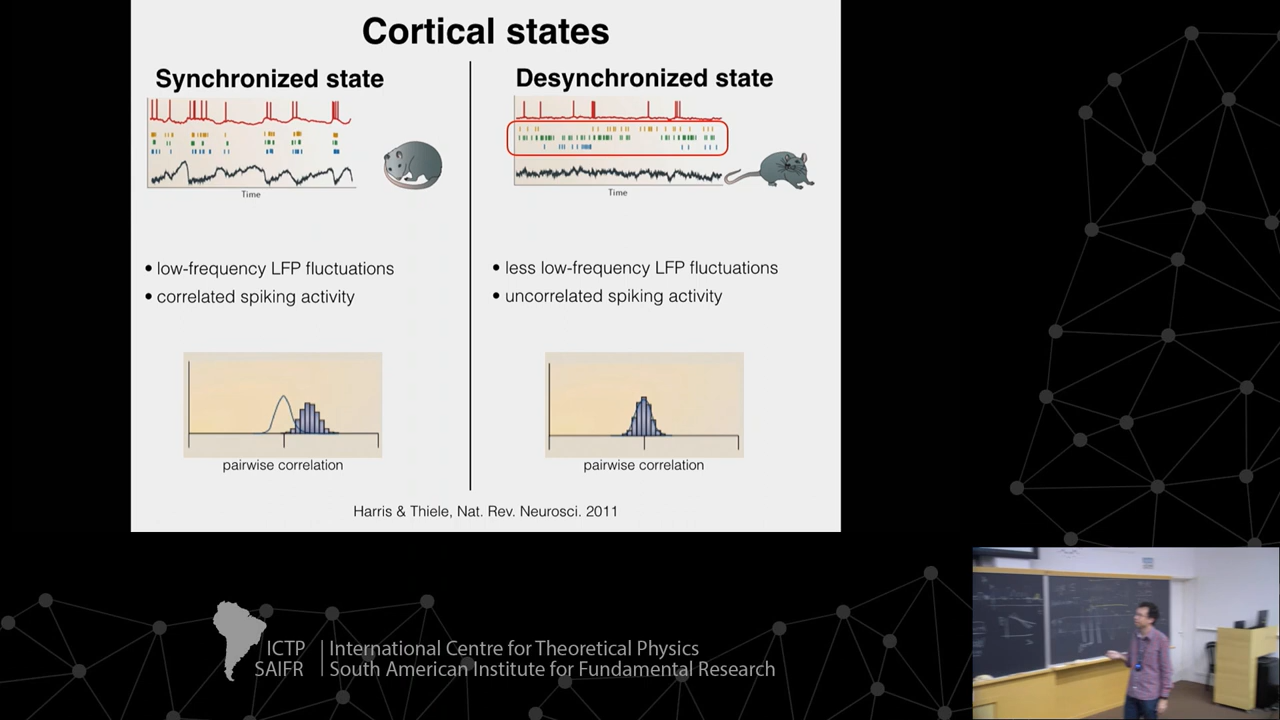 Cortical states
Synchronized state
Time
• low-frequency LFP fluctuations
• correlated spiking activity
pairwise correlation
Desynchronized state
Time
• less low-frequency LFP fluctuations
• uncorrelated spiking activity
pairwise correlation
Harris & Thiele, Nat. Rev. Neurosci. 2011
ICTP
SAIFR
International Centre for Theoretical Physics
South American Institute for Fundamental Research